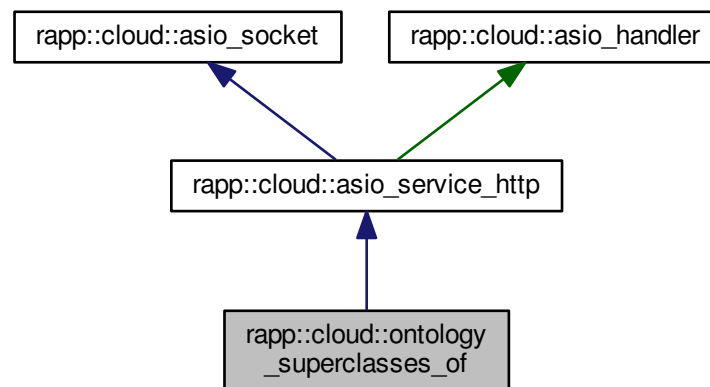 rapp::cloud::asio_socket
rapp::cloud::asio_handler
rapp::cloud::asio_service_http
rapp::cloud::ontology
_superclasses_of